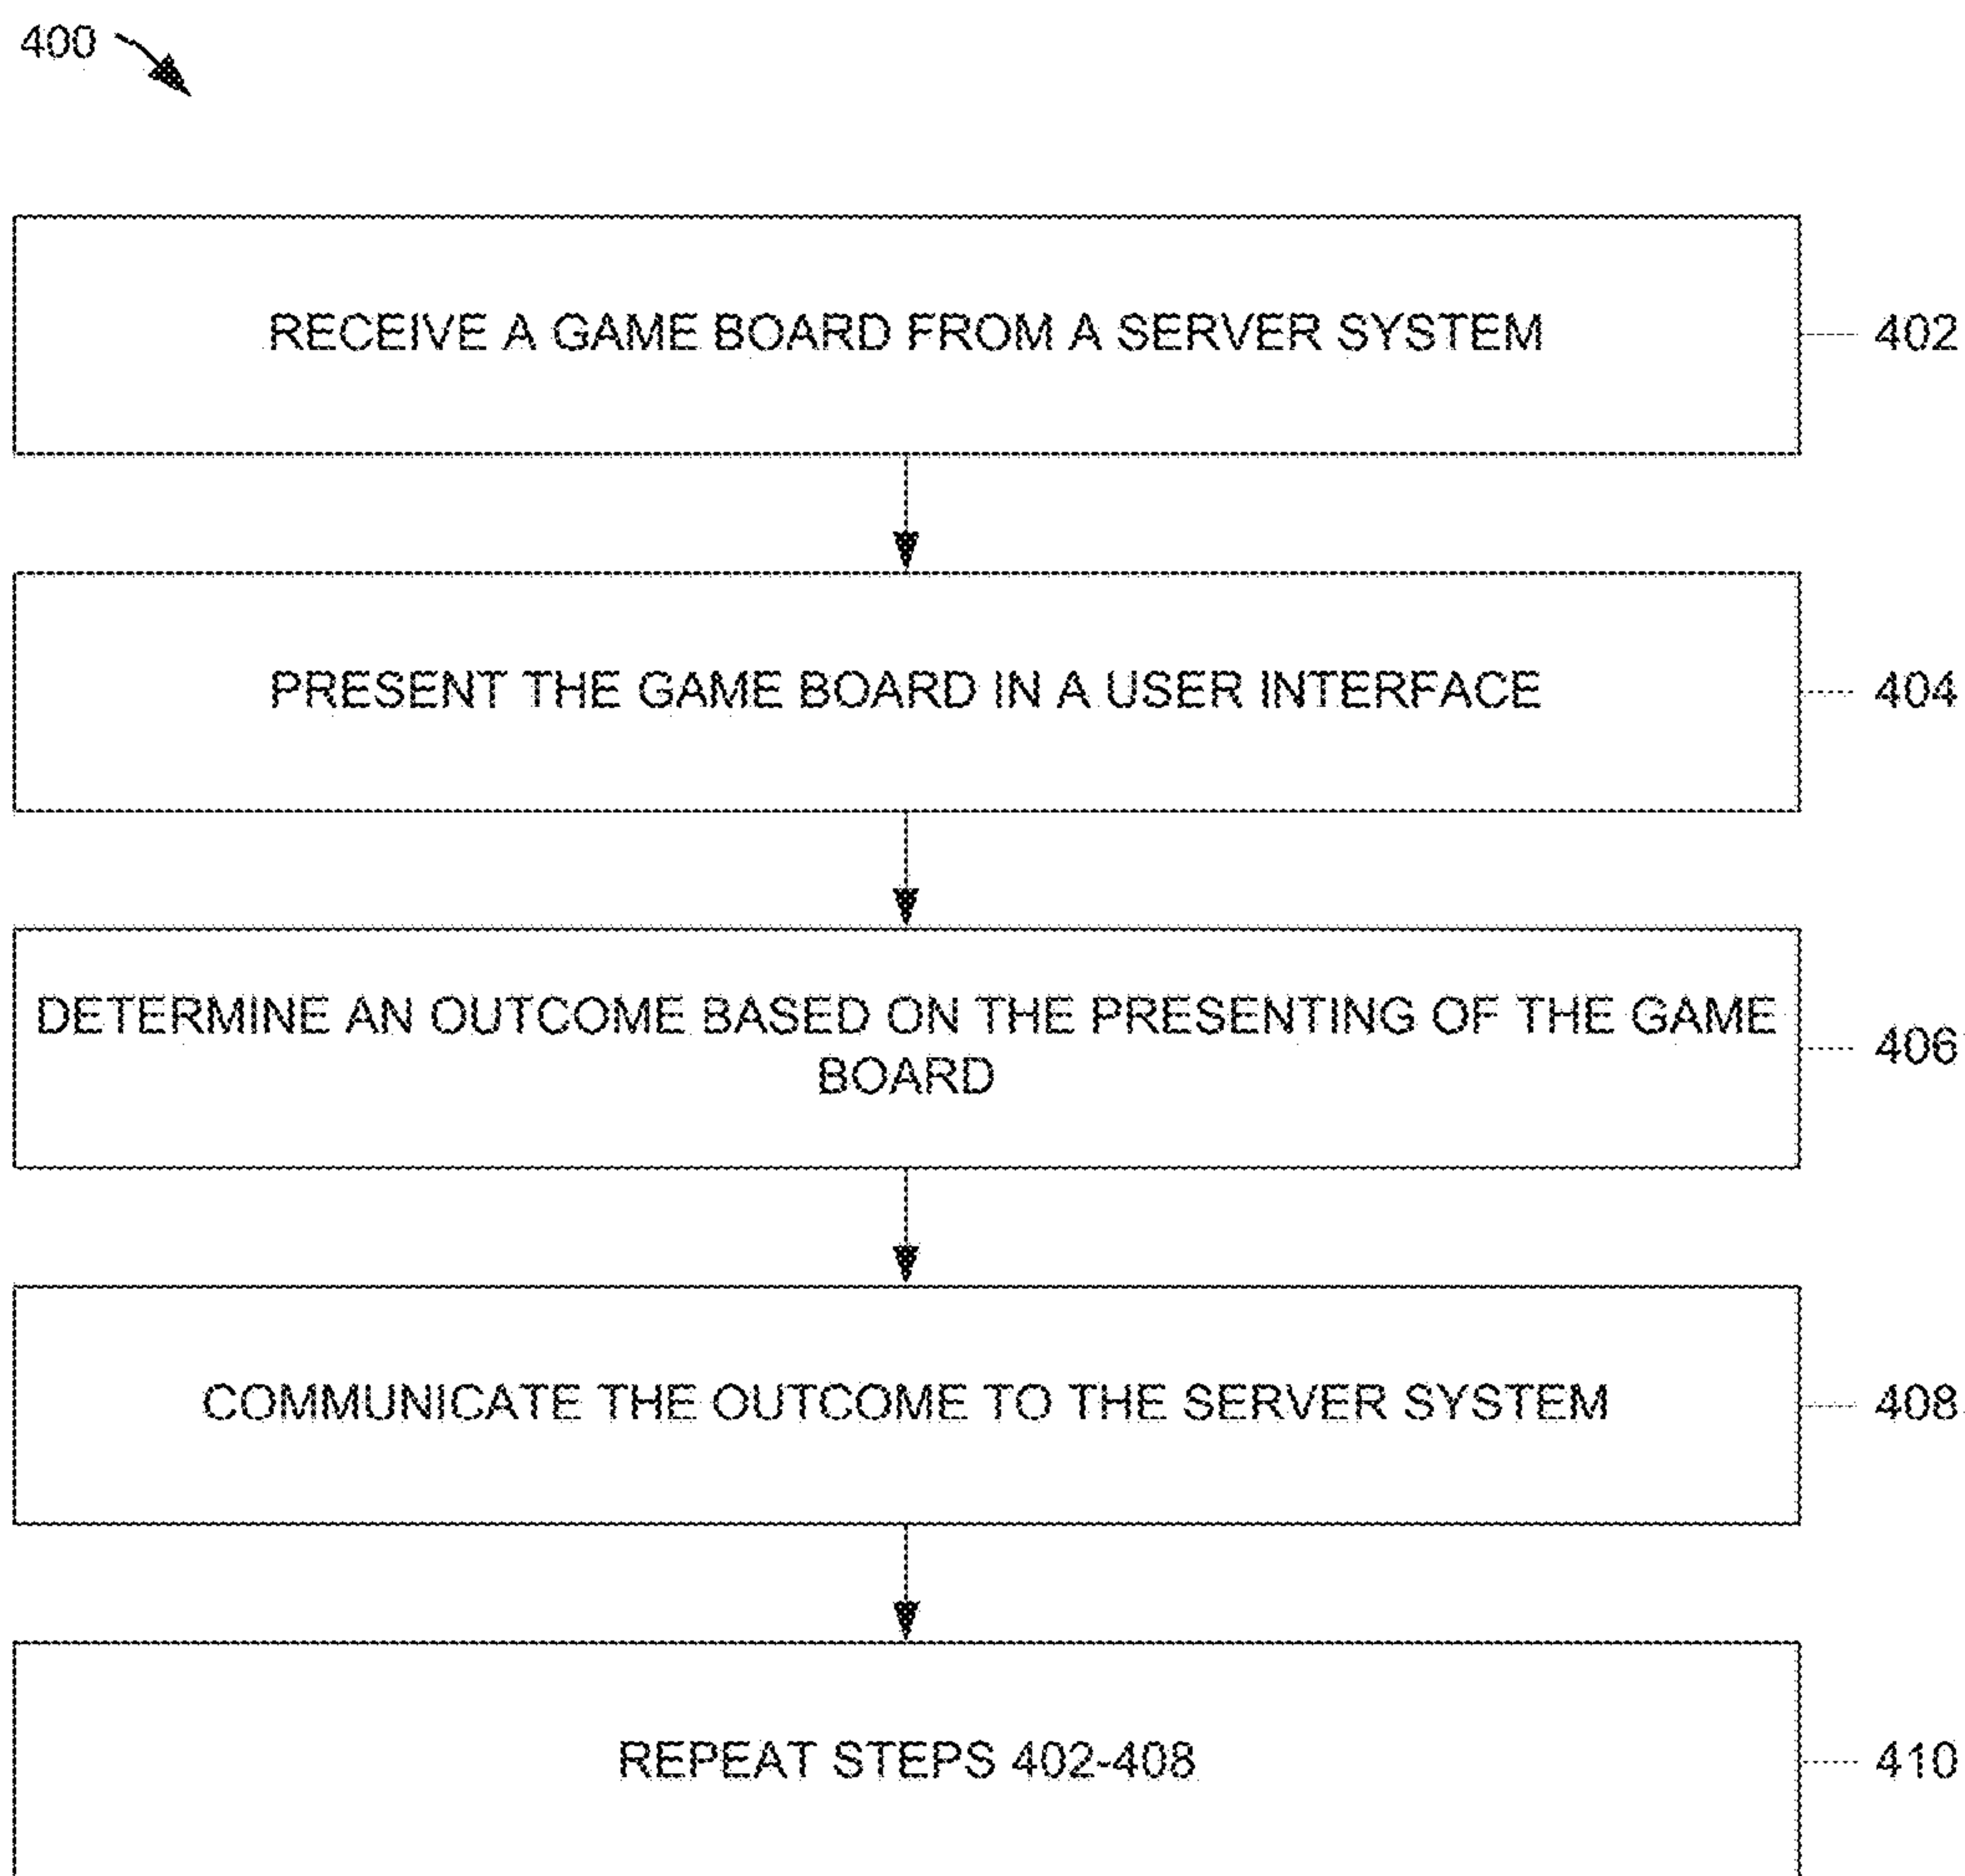 400
RECEIVE A GAME BOARD FROM A SERVER SYSTEM
402
PRESENT THE GAME BOARD IN A USER INTERFACE
404
DETERMINE AN OUTCOME BASED ON THE PRESENTING OF THE GAME
BOARD
406
COMMUNICATE THE OUTCOME TO THE SERVER SYSTEM
408
REPEAT STEPS 402-408
410